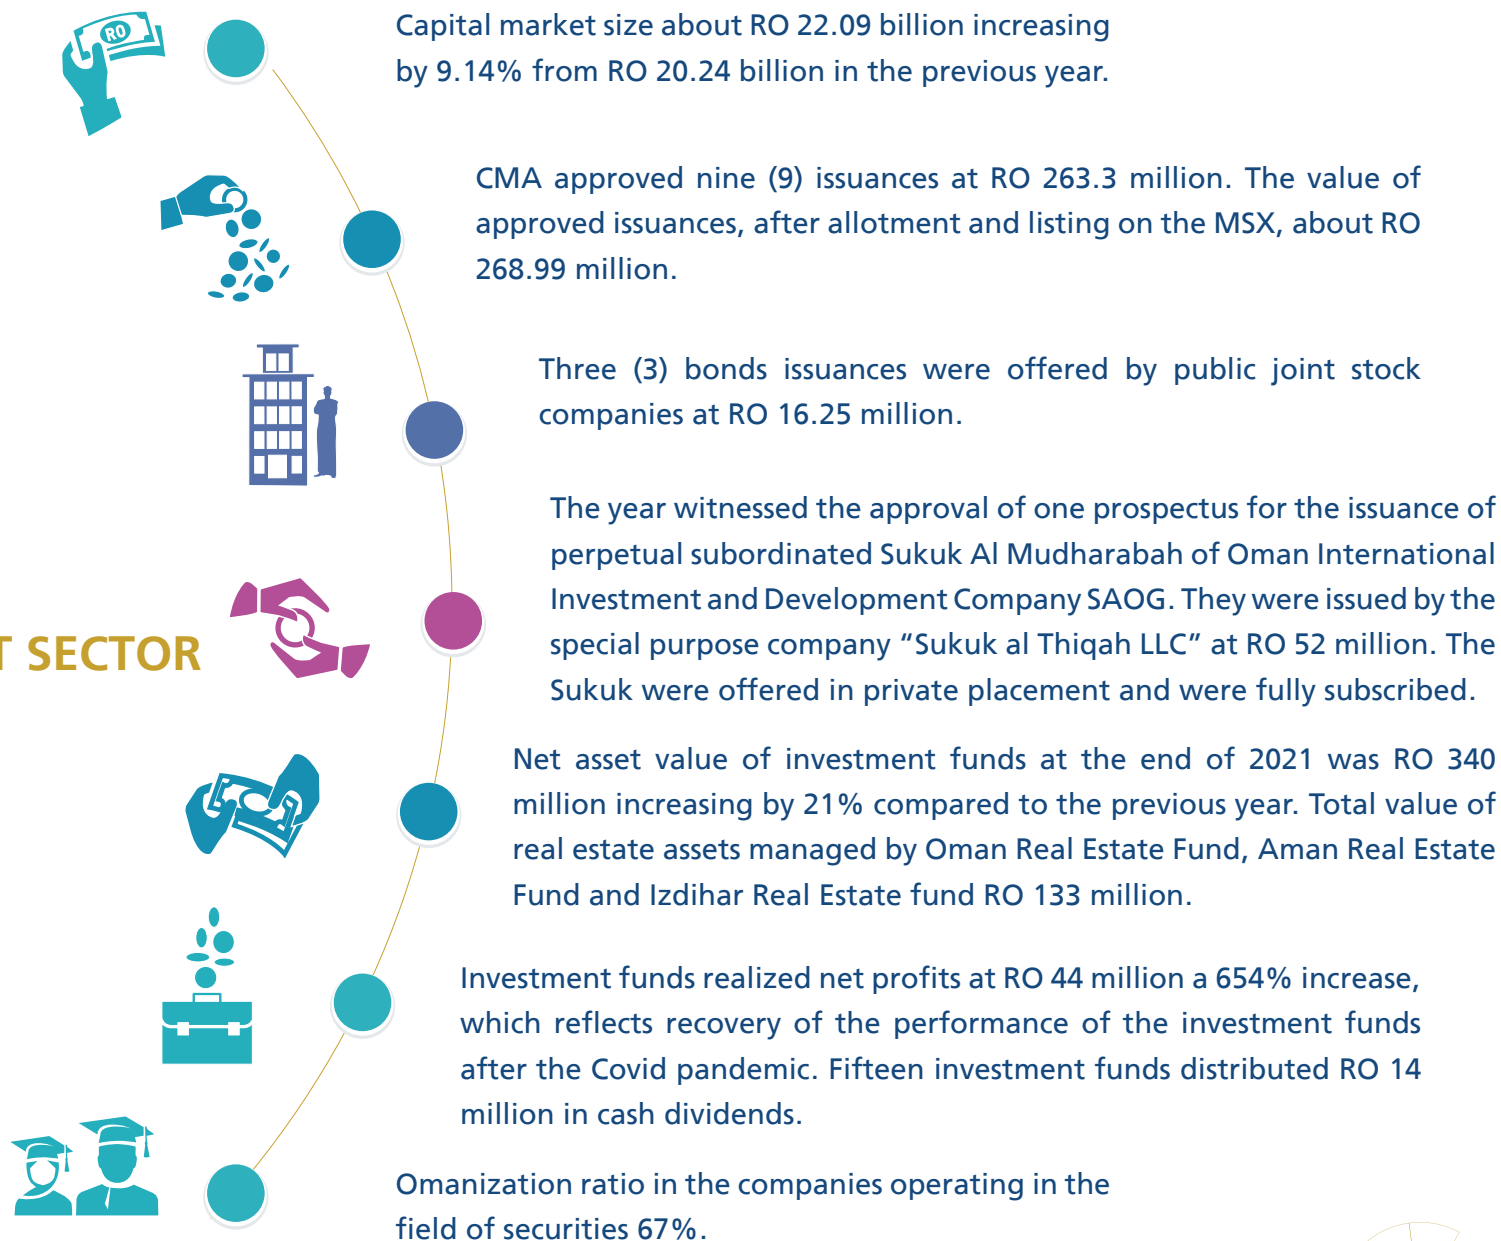 RO
Capital market size about RO 22.09 billion increasing
by 9.14% from RO 20.24 billion in the previous year.
CMA approved nine (9) issuances at RO 263.3 million. The value of
approved issuances, after allotment and listing on the MSX, about RO
268.99 million.
Three (3) bonds issuances were offered by public joint stock
companies at RO 16.25 million.
The year witnessed the approval of one prospectus for the issuance of
perpetual subordinated Sukuk Al Mudharabah of Oman International
Investment and Development Company SAOG. They were issued by the
special purpose company “Sukuk al Thiqah LLC” at RO 52 million. The
Sukuk were offered in private placement and were fully subscribed.
T SECTOR
Net asset value of investment funds at the end of 2021 was RO 340
million increasing by 21% compared to the previous year. Total value of
real estate assets managed by Oman Real Estate Fund, Aman Real Estate
Fund and Izdihar Real Estate fund RO 133 million.
Investment funds realized net profits at RO 44 million a 654% increase,
which reflects recovery of the performance of the investment funds
after the Covid pandemic. Fifteen investment funds distributed RO 14
million in cash dividends.
Omanization ratio in the companies operating in the
field of securities 67%.